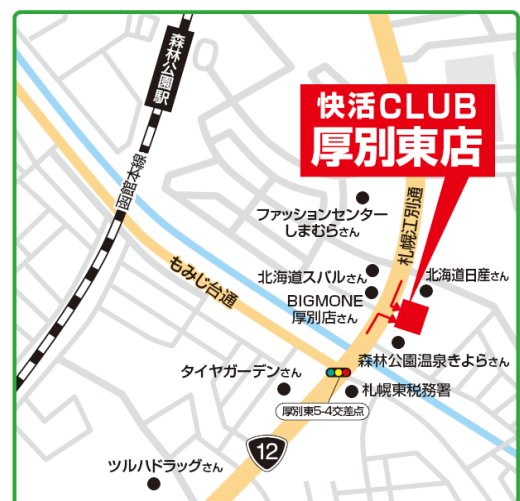 森林公園駅
快活CLUB
厚別東店
函館本線
ファッションセンター
しまむらさん
札幌江別通
もみじ台通
北海道スバルさん
北海道日産さん
BIGMONE
厚別店さん
森林公園温泉きよらさん
タイヤガーデンさん
札幌東税務署
厚別東5-4交差点
12
ツルハドラッグさん